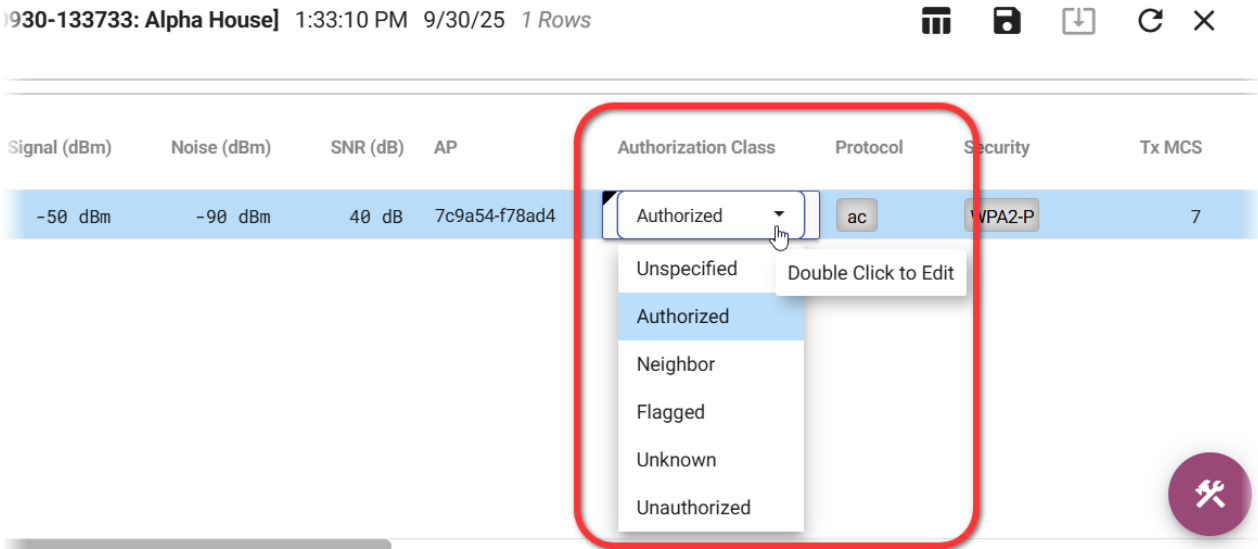 930-133733: Alpha House] 1:33:10 PM 9/30/25 1 Rows
Signal (dBm) Noise (dBm) SNR (dB) AP Authorization Class Protocol Security Tx MCS
-50 dBm -90 dBm 40 dB 7c9a54-f78ad4 Authorized ac WPA2-P 7
Unspecified
Double Click to Edit
Authorized
Neighbor
Flagged
Unknown
Unauthorized